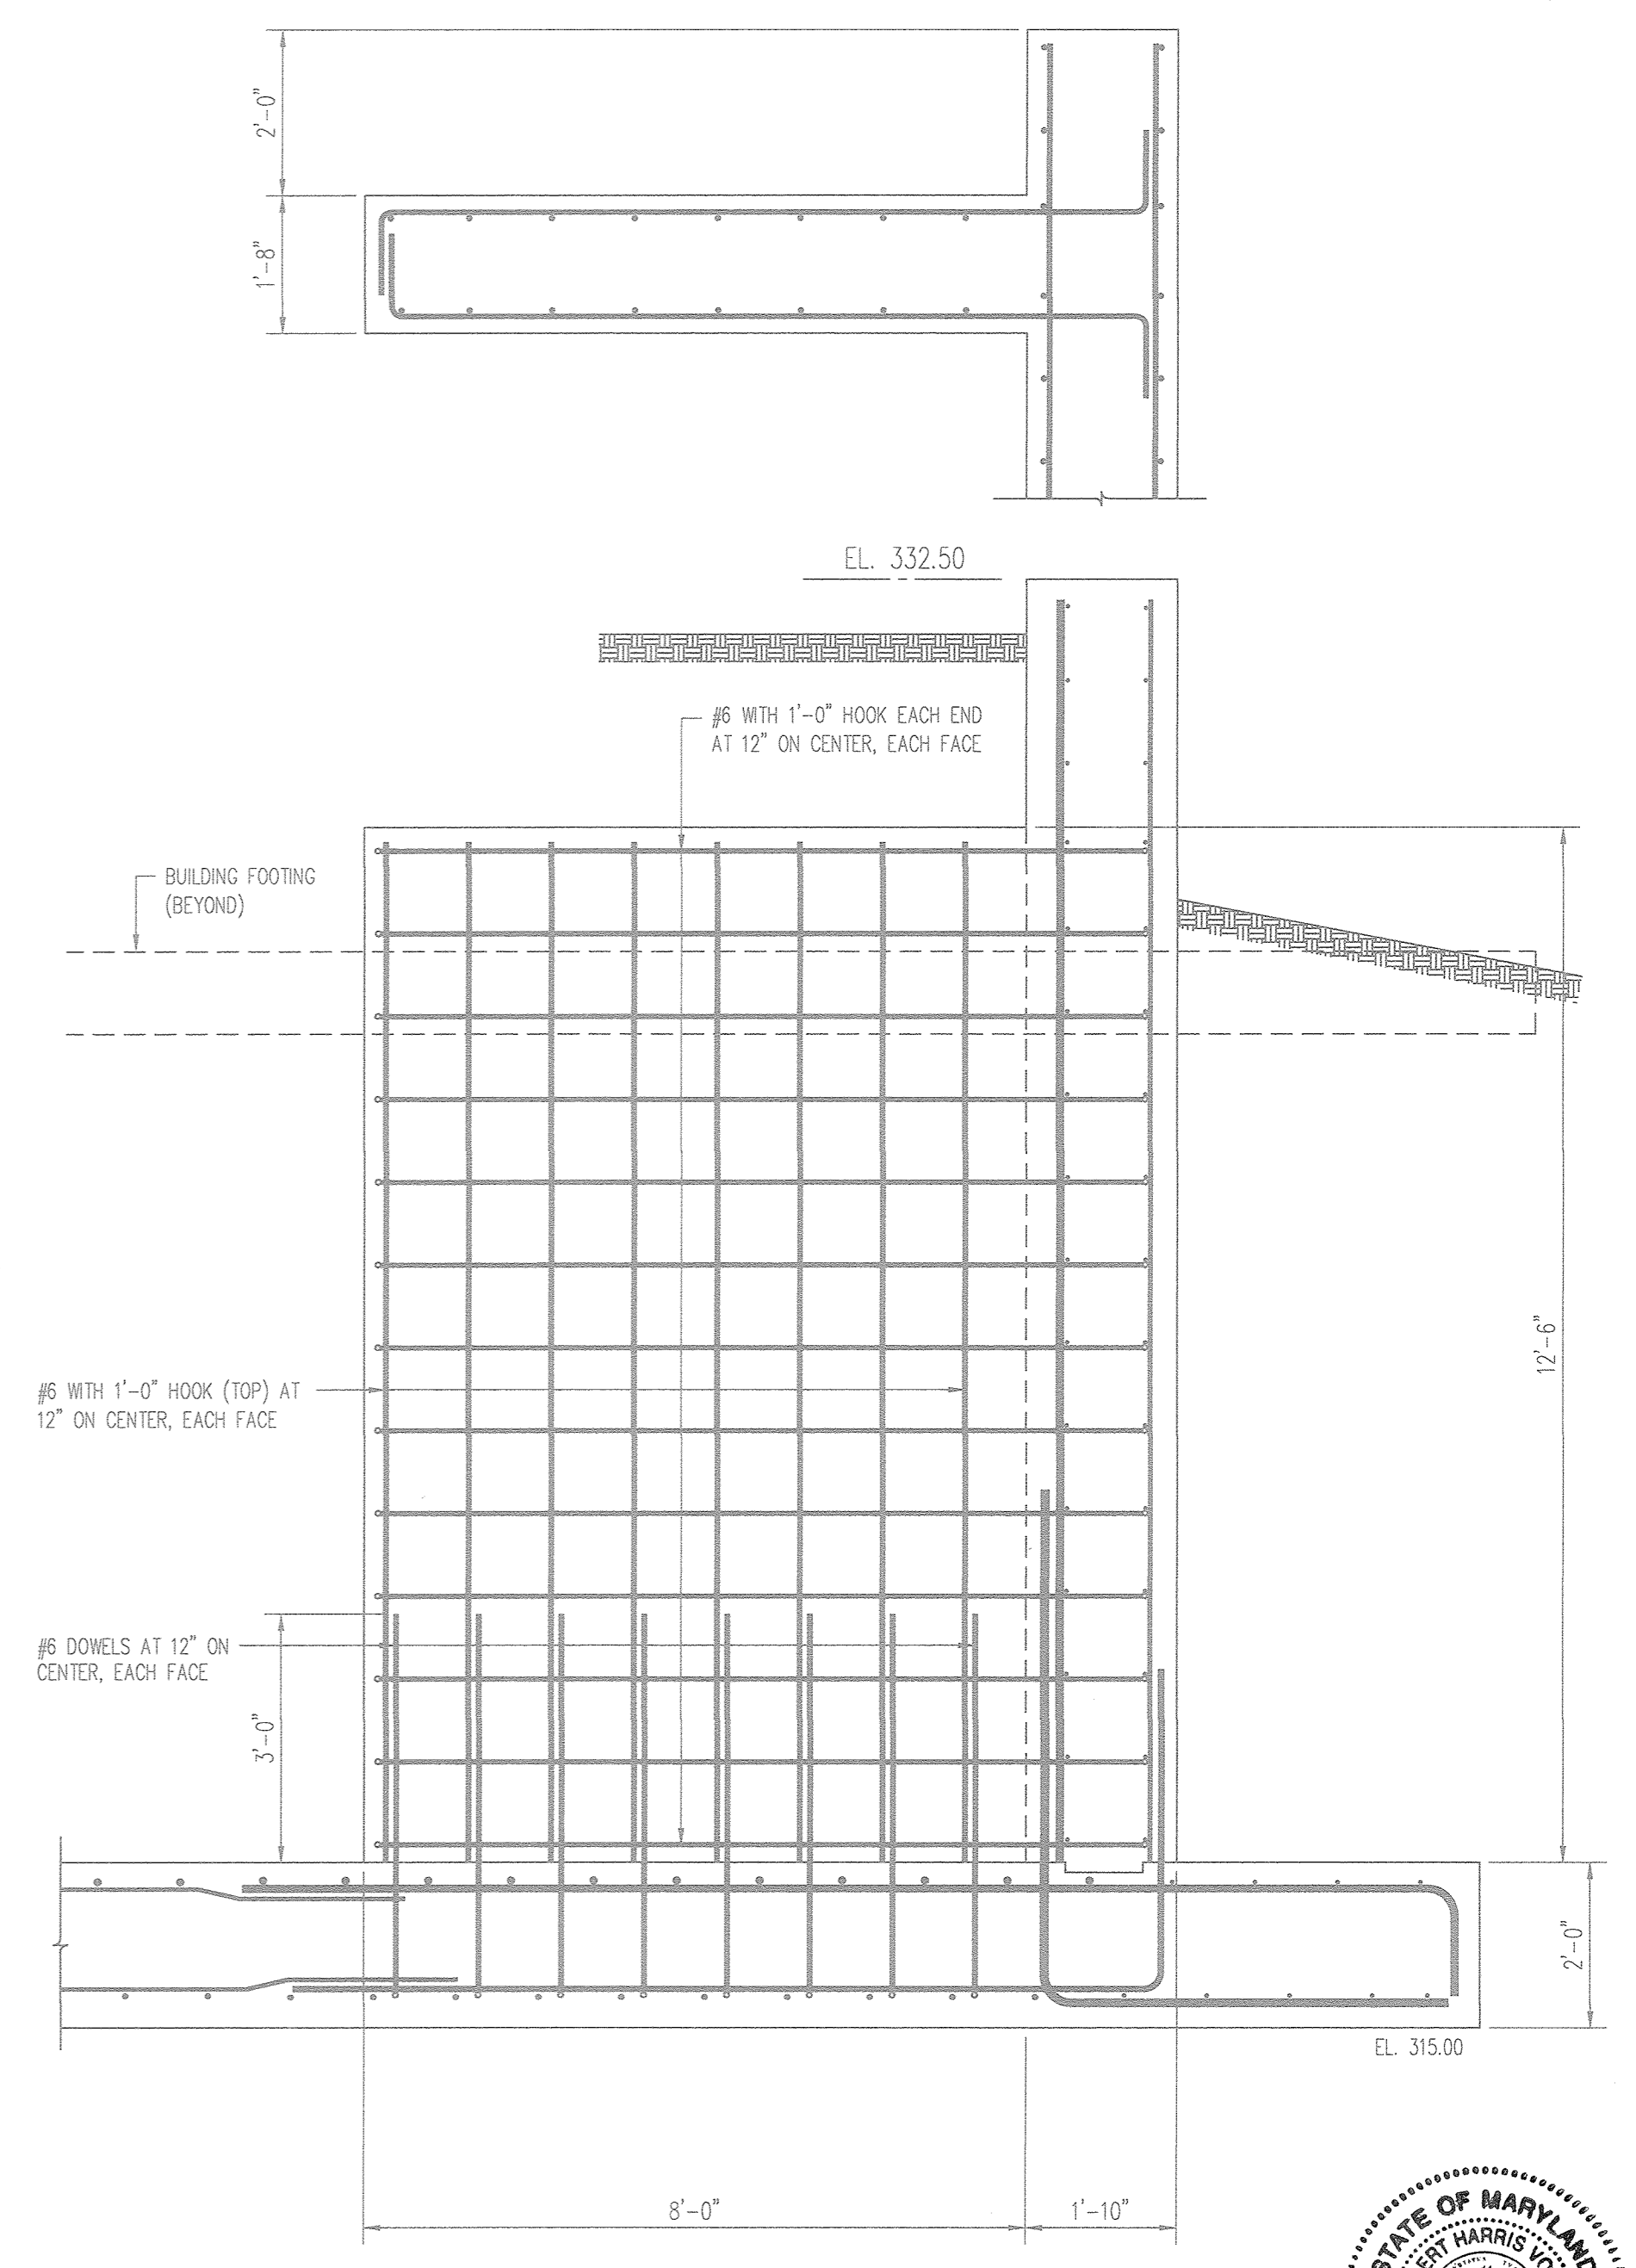 2'-0"
1'-8"
EL. 332.50
#6 WITH 1'-0" HOOK EACH END
AT 12" ON CENTER, EACH FACE
BUILDING FOOTING
(BEYOND)
12'-6"
#6 WITH 1'-0" HOOK (TOP) AT
12" ON CENTER, EACH FACE
#6 DOWELS AT 12" ON
CENTER, EACH FACE
3'-0"
2'-0"
EL. 315.00
8'-0"
1'-10"
STATE OF MARYLAND
HARRIS